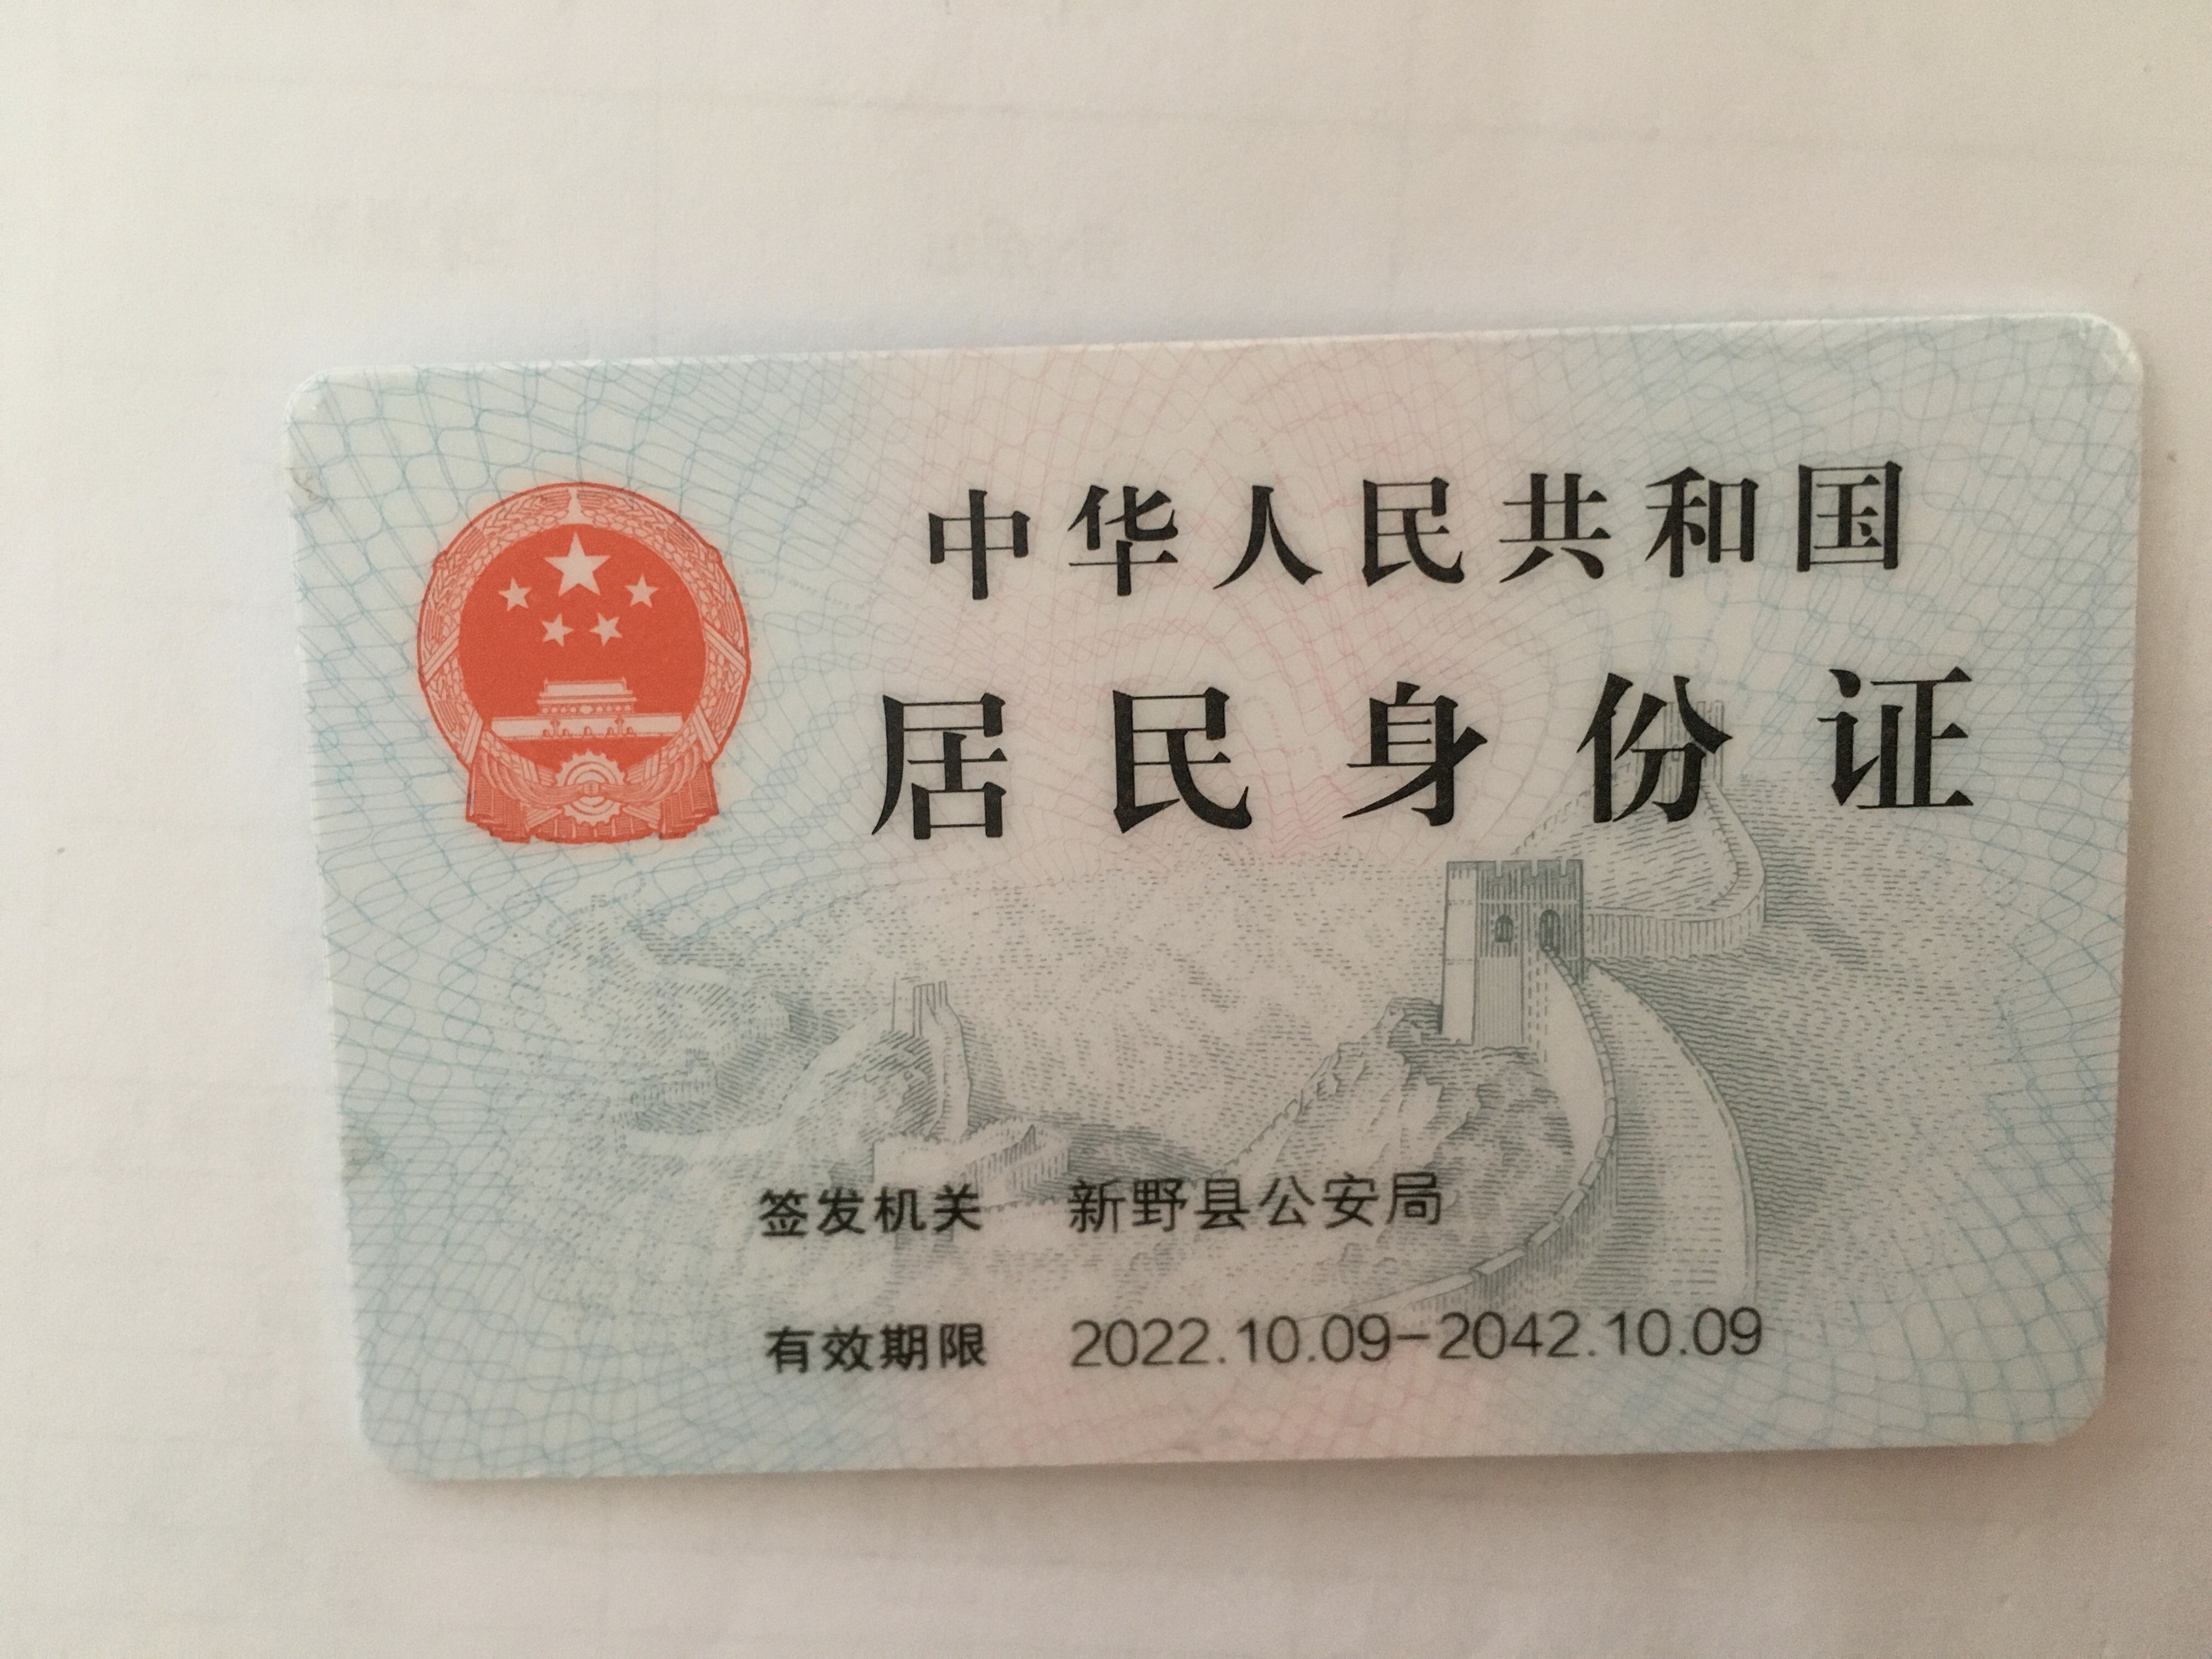 中华人民共和国
居民身份证
签发机关 新野县公安局
有效期限 2022.10.09-2042.10.09